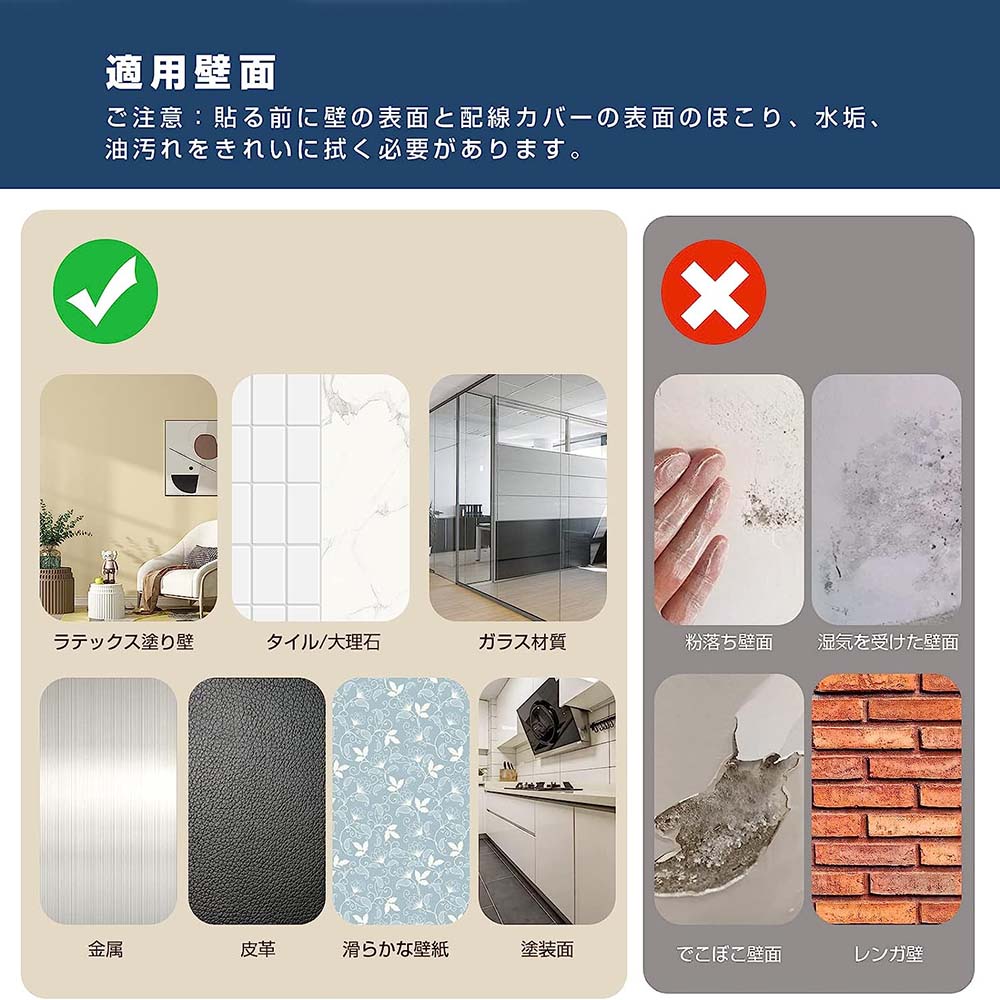 適用壁面
ご注意：貼る前に壁の表面と配線カバーの表面のほこり、水垢、
油汚れをきれいに拭く必要があります。
ラテックス塗り壁
タイル/大理石
ガラス材質
粉落ち壁面
湿気を受けた壁面
金属
皮革
滑らかな壁紙
塗装面
でこぼこ壁面
レンガ壁